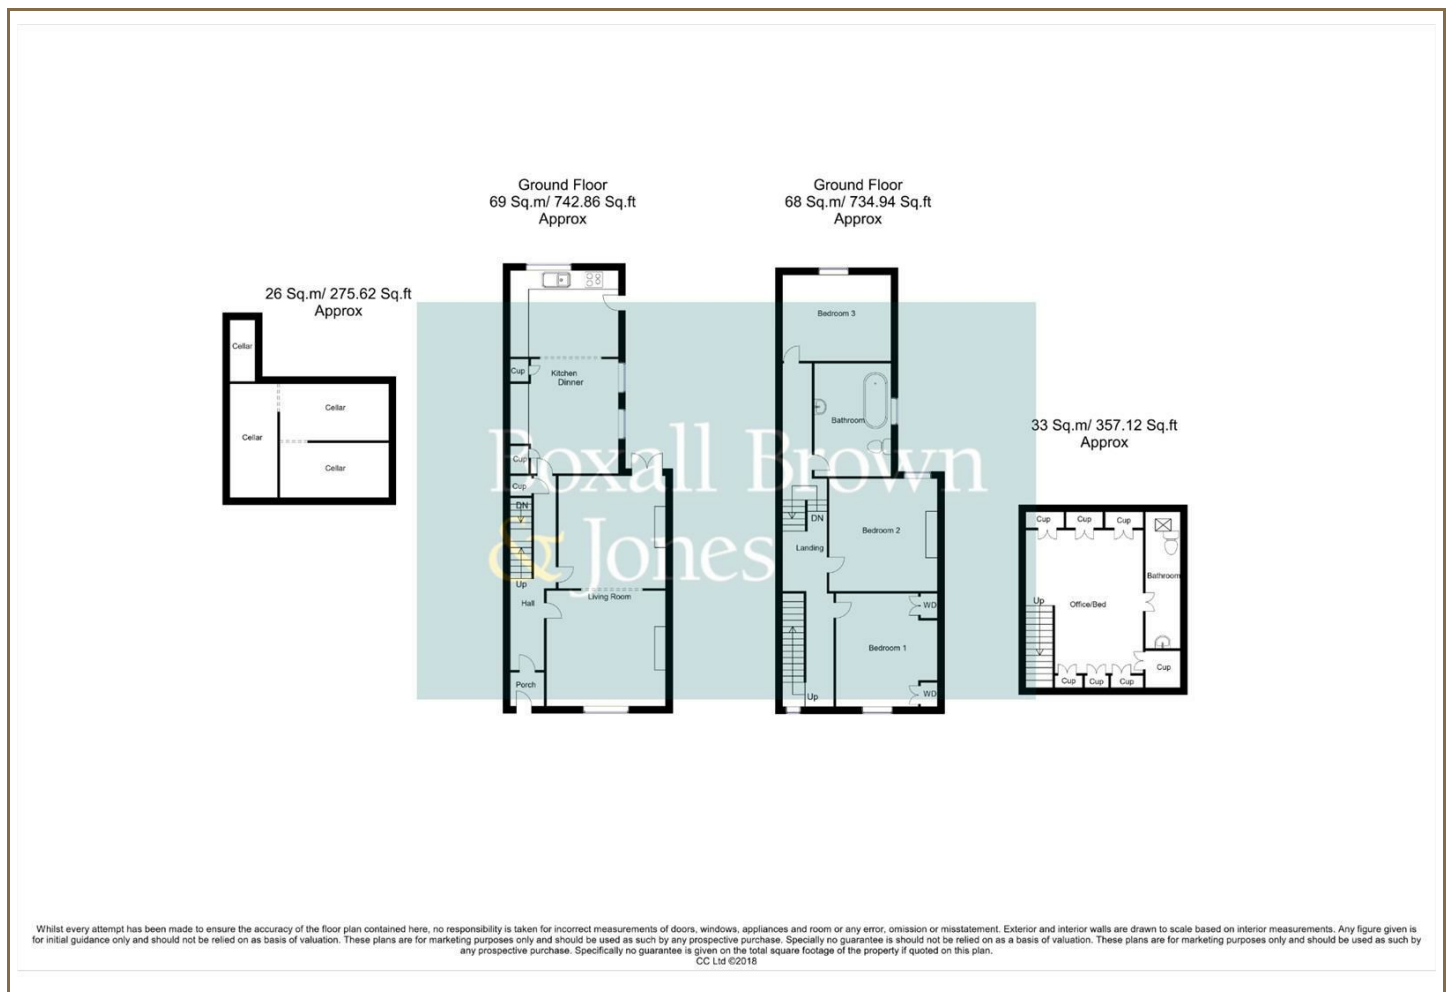 Ground Floor
69 Sq.m/ 742.86 Sq.ft
Approx
Ground Floor
68 Sq.m/ 734.94 Sq.ft
Approx
26 Sq.m/ 275.62 Sq.ft
Approx
33 Sq.m/ 357.12 Sq.ft
Approx
Cellar
Cellar
Cellar
Cellar
Cup
Kitchen
Dinner
Cup
Cup
DN
Up
Hall
Living Room
Porch
Bedroom 3
Bathroom
DN
Landing
Bedroom 2
WD
Bedroom 1
WD
Up
Cup
Cup
Cup
Bathroom
Up
Office/Bed
Cup
Cup
Cup
Cup
Boxall Brown
& Jones
Whilst every attempt has been made to ensure the accuracy of the floor plan contained here, no responsibility is taken for incorrect measurements of doors, windows, appliances and room or any error, omission or misstatement. Exterior and interior walls are drawn to scale based on interior measurements. Any figure given is
for initial guidance only and should not be relied on as basis of valuation. These plans are for marketing purposes only and should be used as such by any prospective purchase. Specially no guarantee is should not be relied on as a basis of valuation. These plans are for marketing purposes only and should be used as such by
any prospective purchase. Specifically no guarantee is given on the total square footage of the property if quoted on this plan.
CC Ltd ©2018